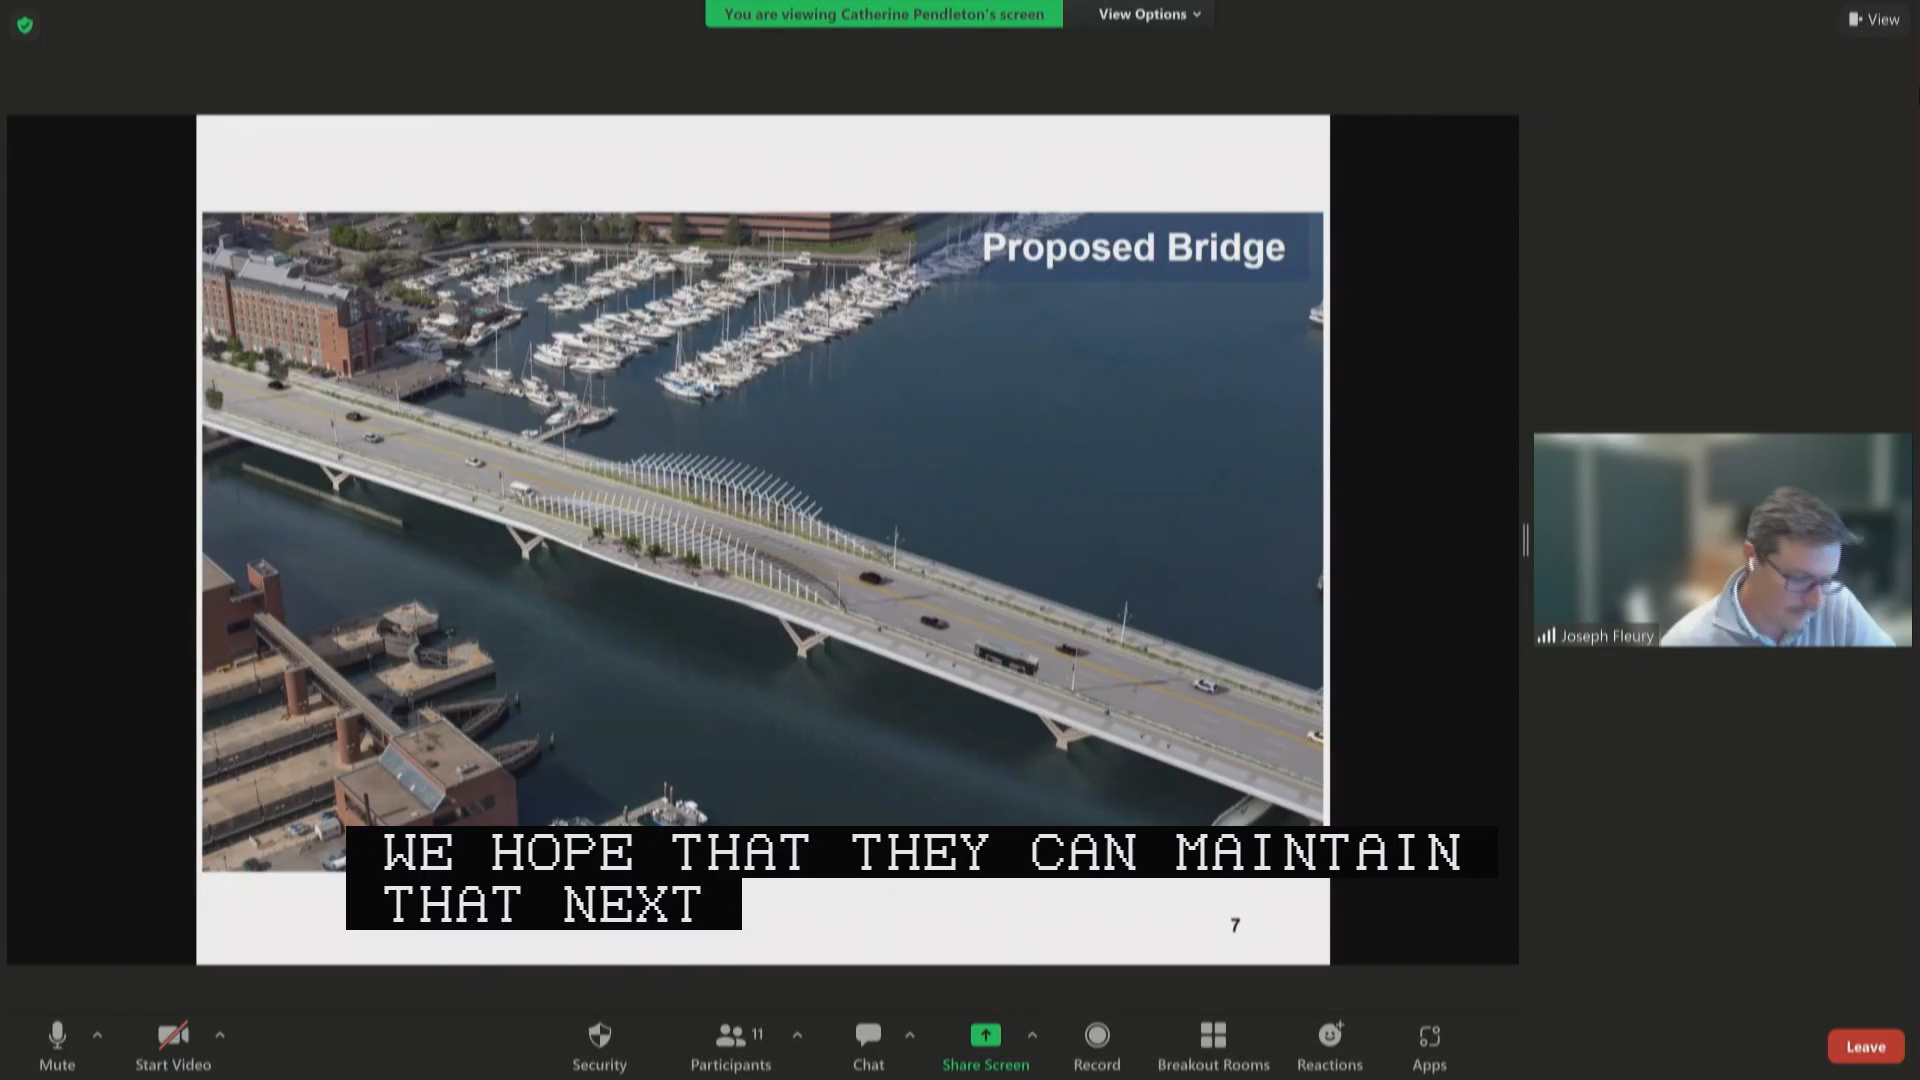 You are viewing Catherine Pendleton's screen
View Options
View
Proposed Bridge
Joseph Fleury
WE HOPE THAT THEY CAN MAINTAIN
THAT NEXT
7
Mute
Start Video
Security
Participants
11
Chat
Share Screen
Record
Breakout Rooms
Reactions
Apps
Leave